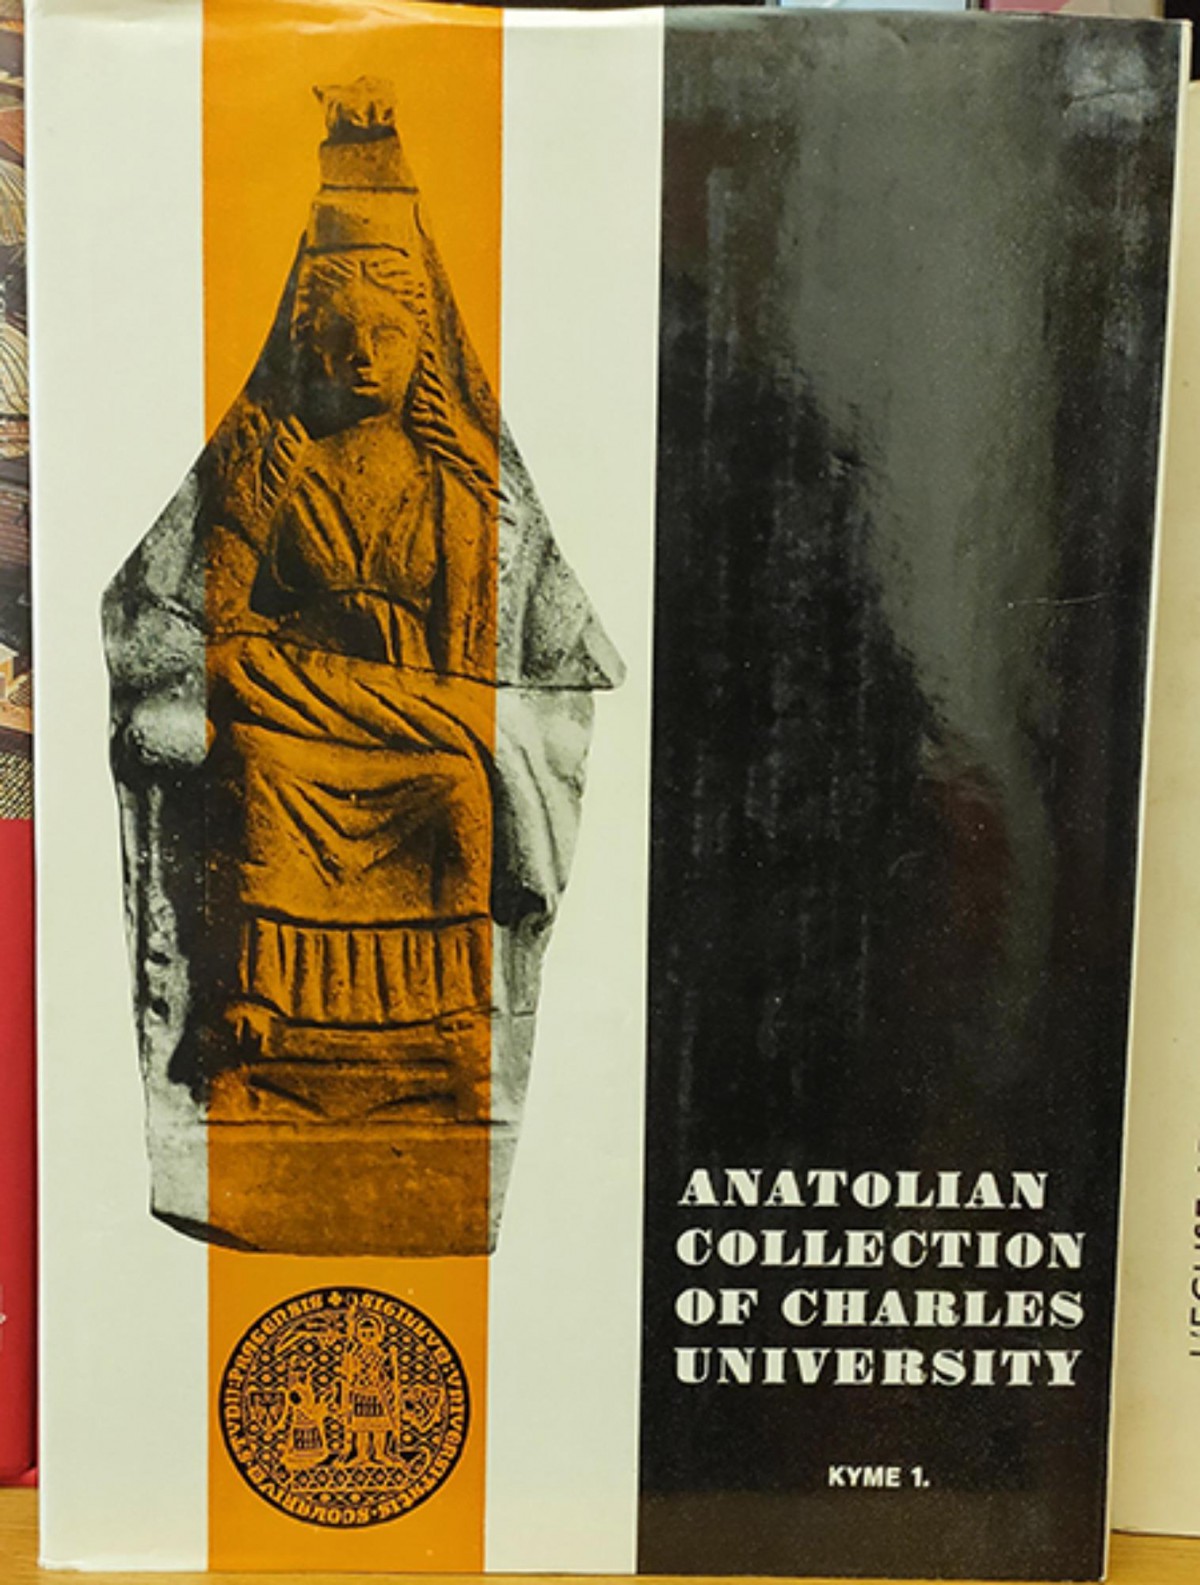 ANATOLIAN
COLLECTION
OF CHARLES
UNIVERSITY
KYME 1.